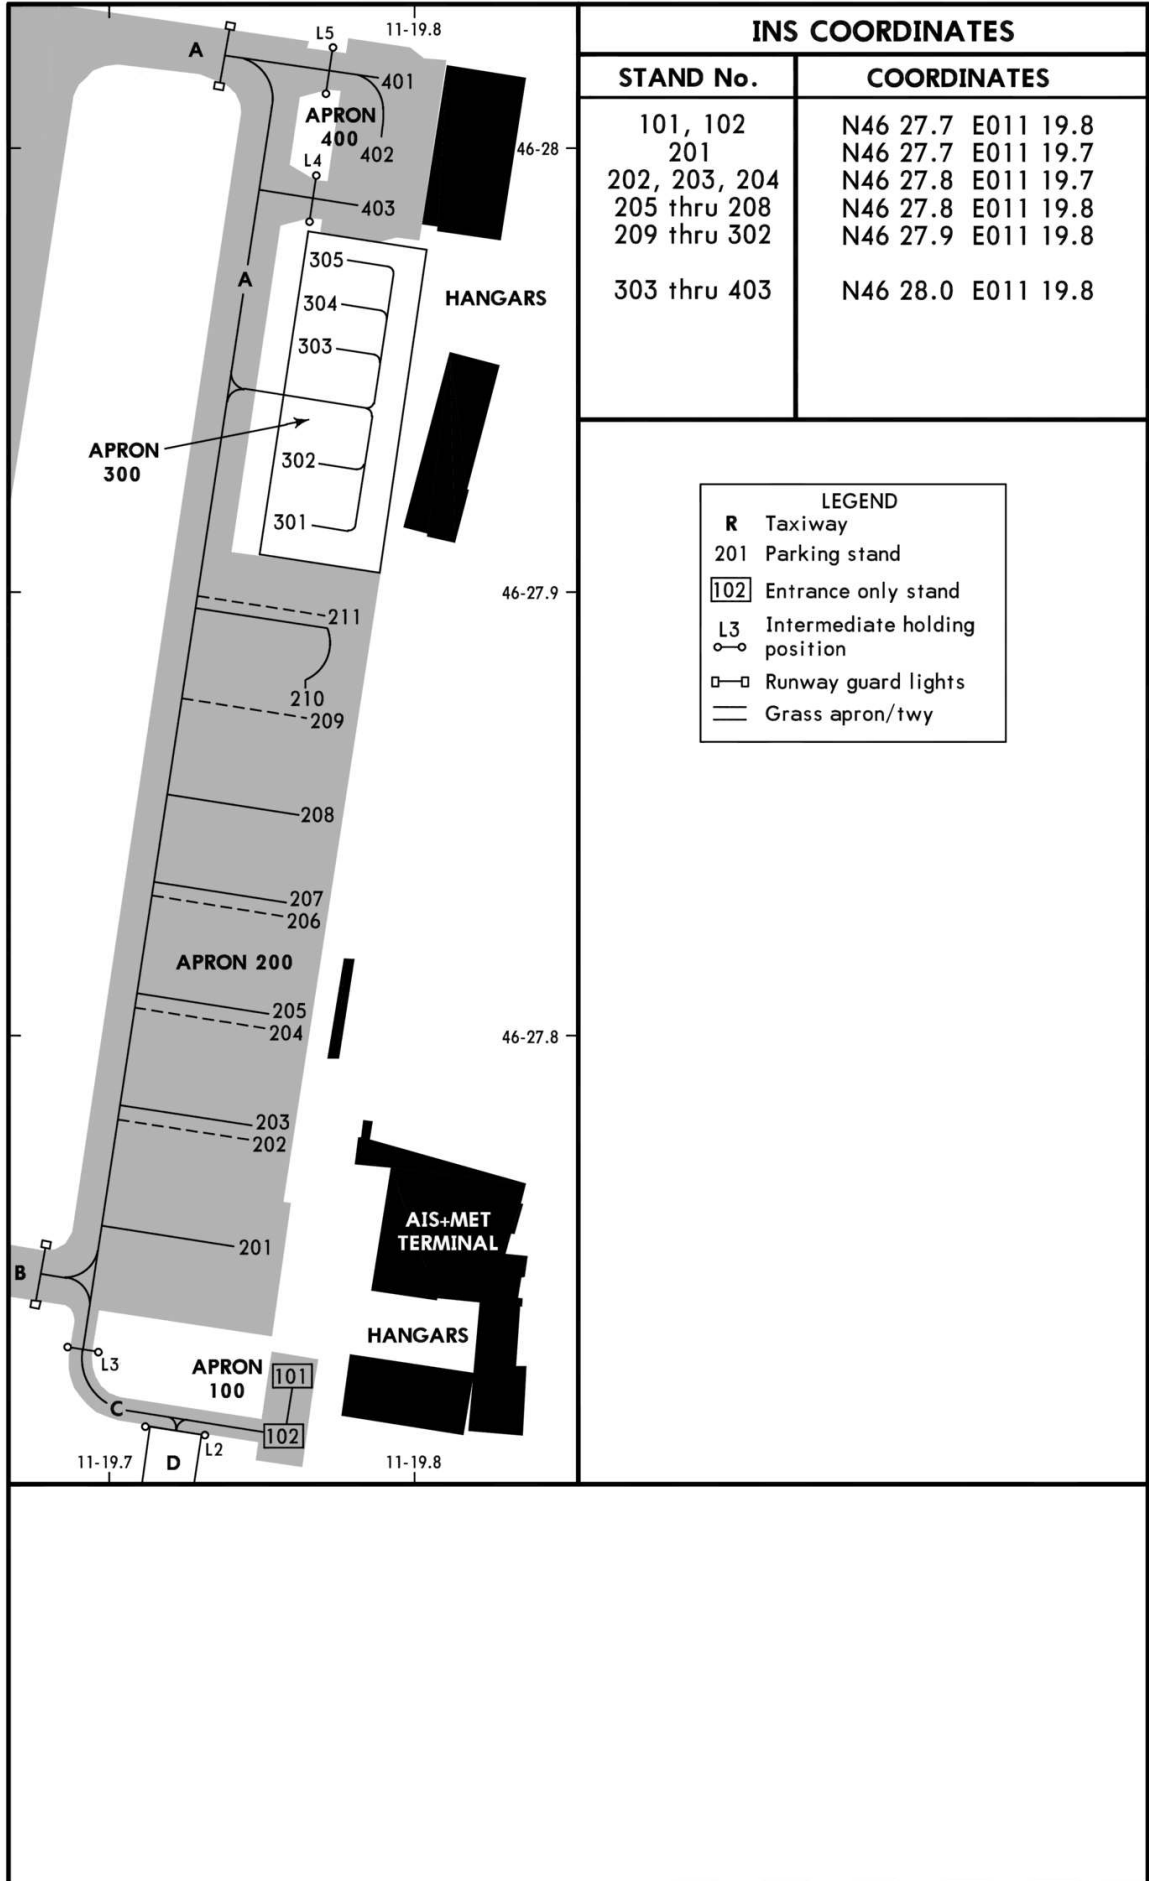 11-19.8
L5
A
401
APRON
400
402
46-28
L4
403
A
305
304
HANGARS
303
APRON
300
302
301
46-27.9
211
210
209
208
207
206
APRON 200
205
204
46-27.8
203
202
AIS+MET
TERMINAL
201
B
HANGARS
L3
APRON
100
101
C
102
L2
D
11-19.7
11-19.8
INS COORDINATES
STAND No. COORDINATES
101, 102 N46 27.7 E011 19.8
201 N46 27.7 E011 19.7
202, 203, 204 N46 27.8 E011 19.7
205 thru 208 N46 27.8 E011 19.8
209 thru 302 N46 27.9 E011 19.8
303 thru 403 N46 28.0 E011 19.8
LEGEND
R Taxiway
201 Parking stand
102 Entrance only stand
L3 Intermediate holding
position
Runway guard lights
Grass apron/twy